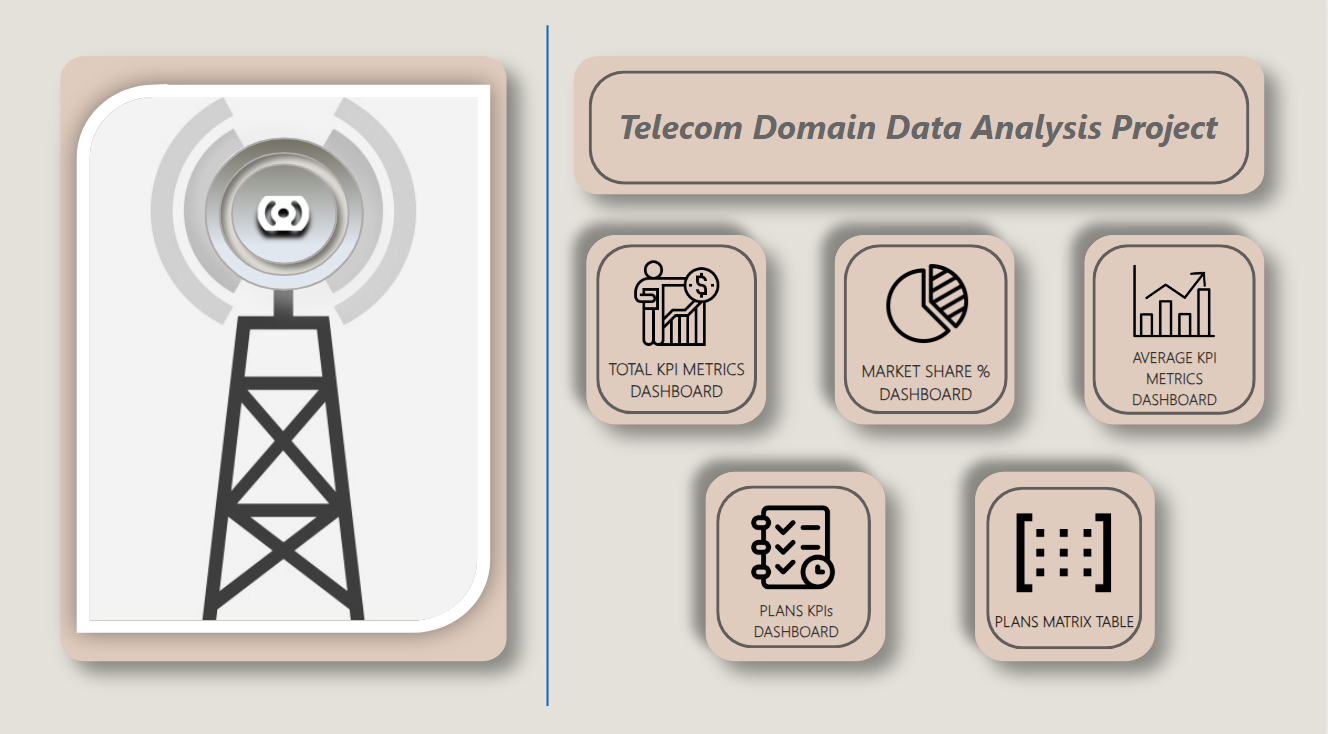 Telecom Domain Data Analysis Project
TOTAL KPI METRICS
DASHBOARD
MARKET SHARE %
DASHBOARD
AVERAGE KPI
METRICS
DASHBOARD
PLANS KPIs
DASHBOARD
PLANS MATRIX TABLE